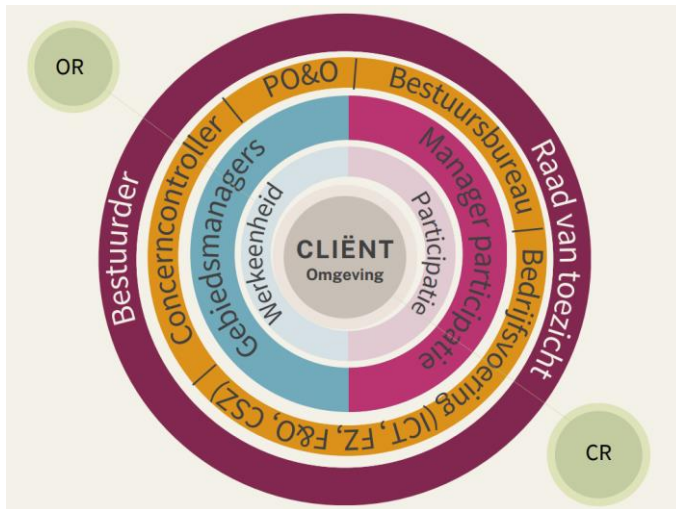 OR
PO&O
Bestuursbureau
Concerncontroller
Gebiedsmanagers
Manager participatie
Raad van toezicht
Bestuurder
Werkeenheid
Participatie
CLIËNT
Omgeving
Bedrijfsvoering (ICT, FZ, F&O, CSZ)
CR